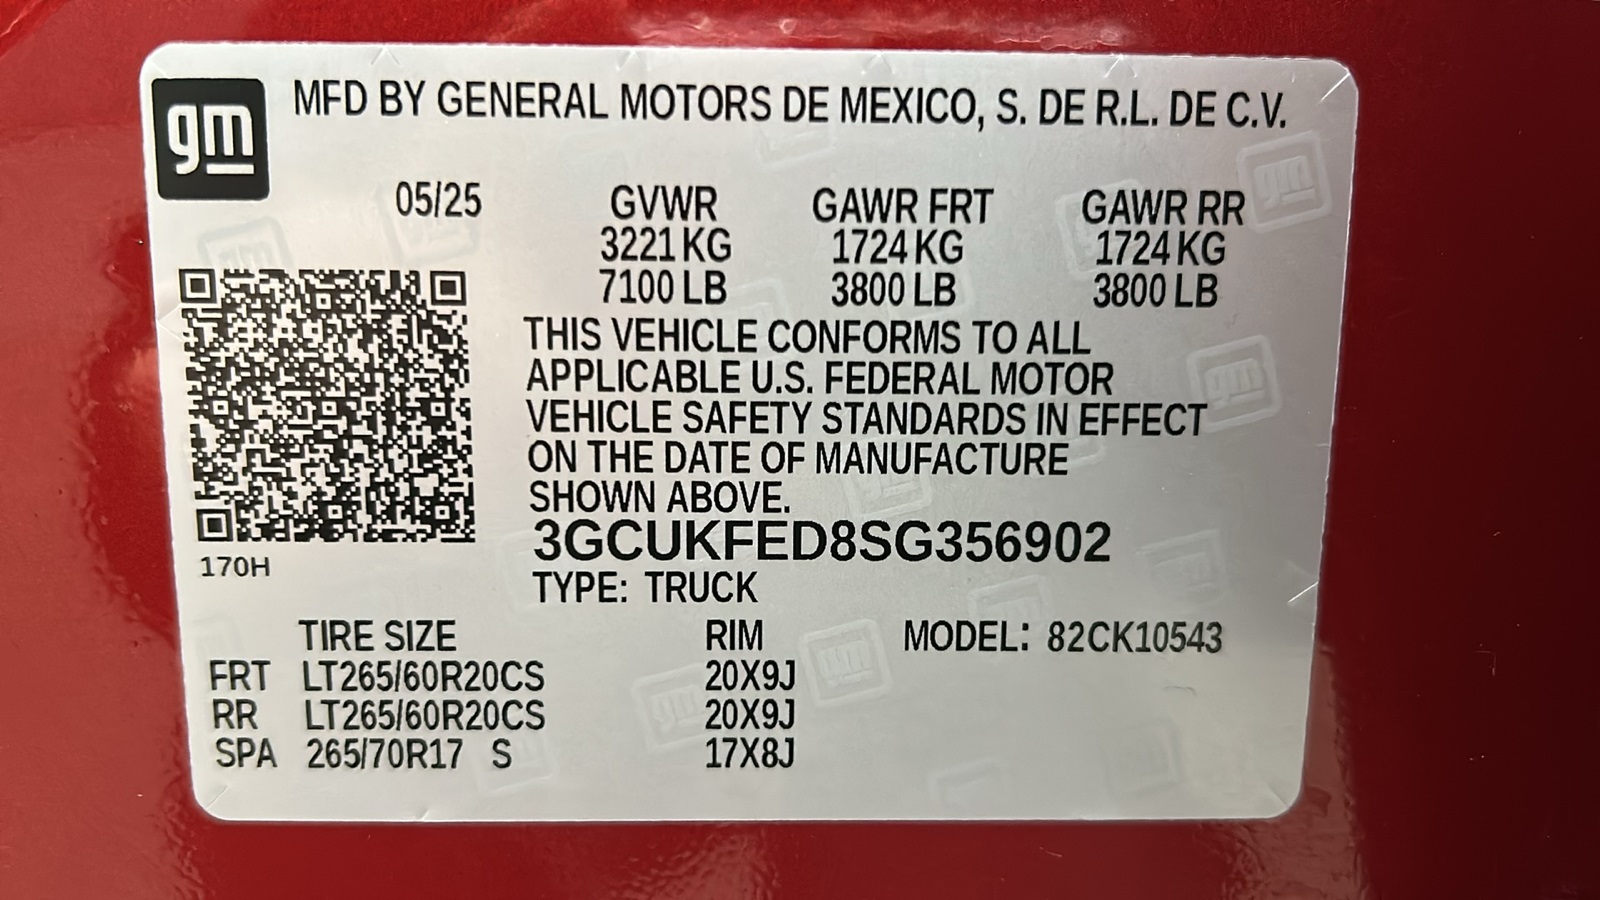 gm
MFD BY GENERAL MOTORS DE MEXICO, S. DE R.L. DE C.V.
05/25 GVWR GAWR FRT GAWR RR
3221 KG 1724 KG 1724 KG
7100 LB 3800 LB 3800 LB
THIS VEHICLE CONFORMS TO ALL
APPLICABLE U.S. FEDERAL MOTOR
VEHICLE SAFETY STANDARDS IN EFFECT
ON THE DATE OF MANUFACTURE
SHOWN ABOVE.
3GCUKFED8SG356902
170H
TYPE: TRUCK
TIRE SIZE RIM MODEL: 82CK10543
FRT LT265/60R20CS 20X9J
RR LT265/60R20CS 20X9J
SPA 265/70R17 S 17X8J